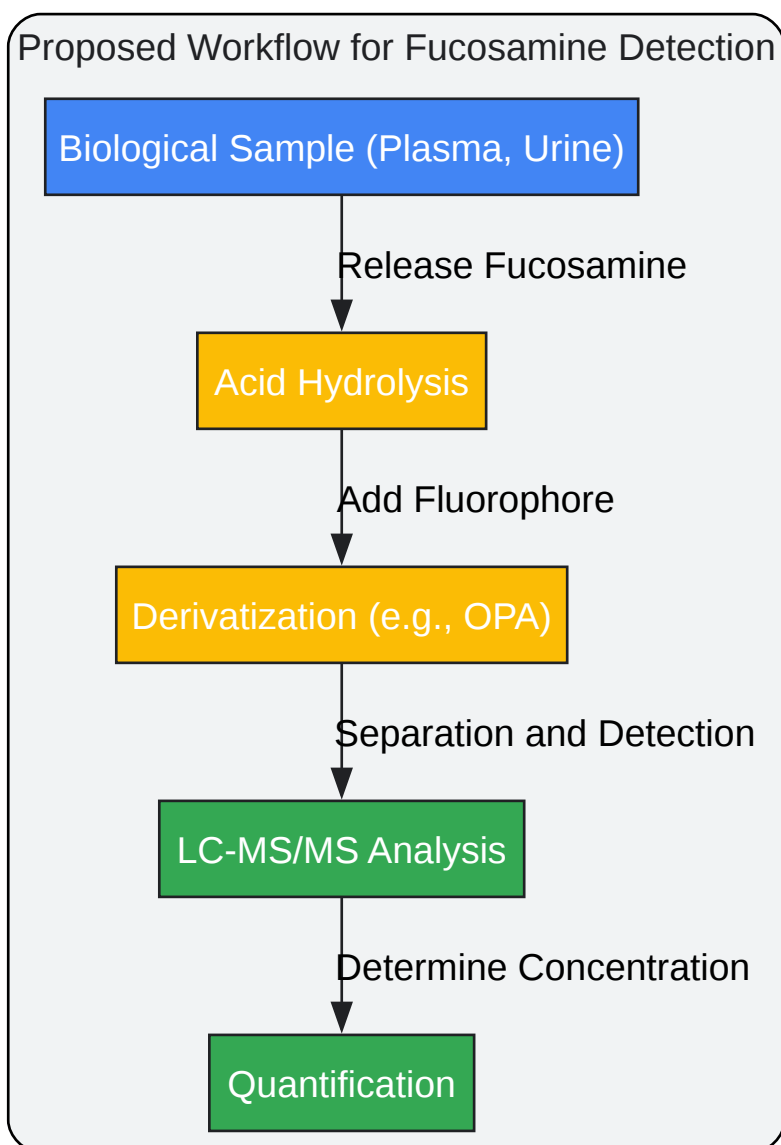 Proposed Workflow for Fucosamine Detection
Biological Sample (Plasma, Urine)
Release Fucosamine
Acid Hydrolysis
Add Fluorophore
Derivatization (e.g., OPA)
Separation and Detection
LC-MS/MS Analysis
Determine Concentration
Quantification